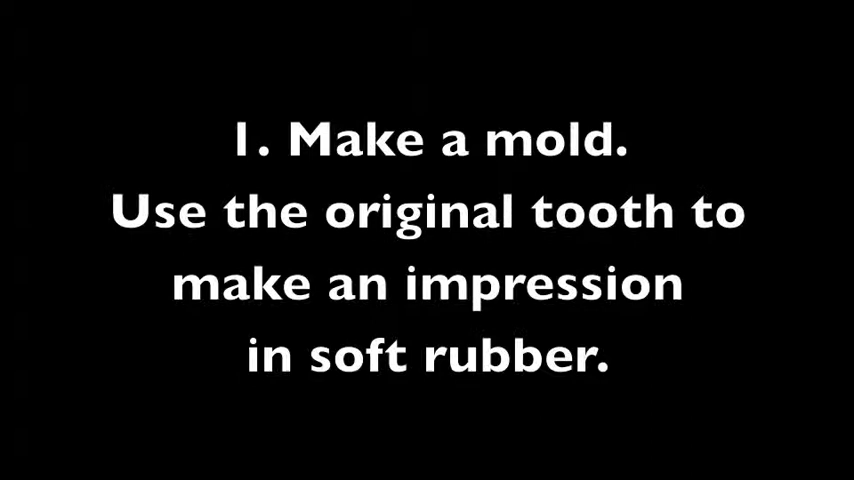 1. Make a mold.
Use the original tooth to
make an impression
in soft rubber.